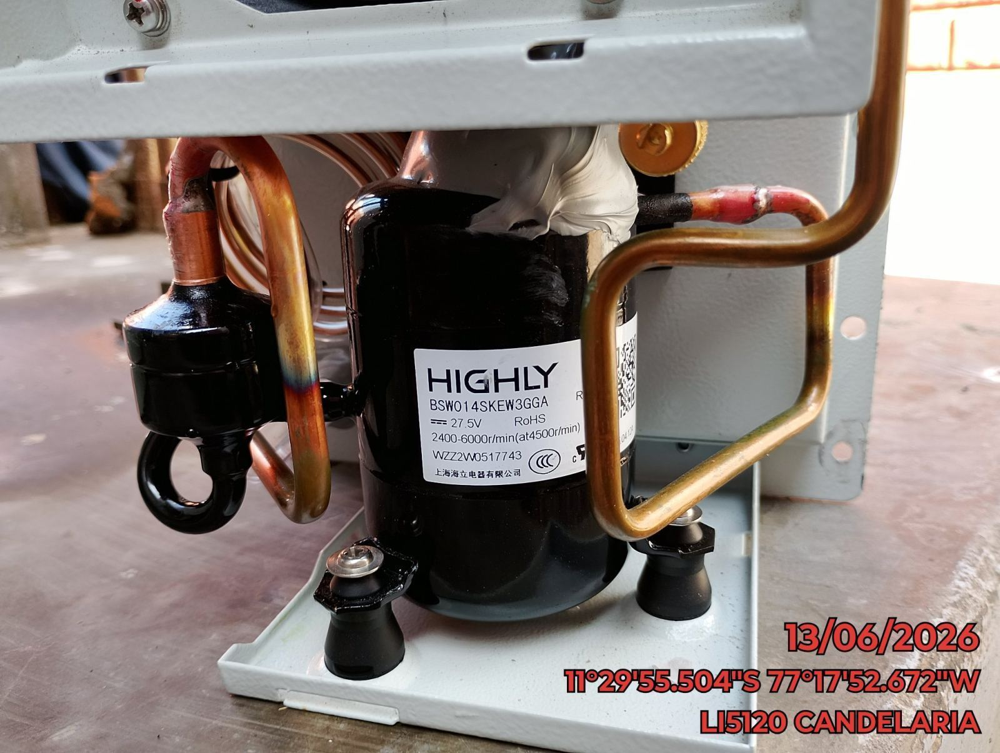 HIGHLY
BSW014SKEW3GGA
27.5V RoHS
2400-6000r/min(at4500r/min)
WZZ2W0517743
上海海立电器有限公司
13/06/2026
11°29'55.504"S 77°17'52.672"W
LI5120 CANDELARIA